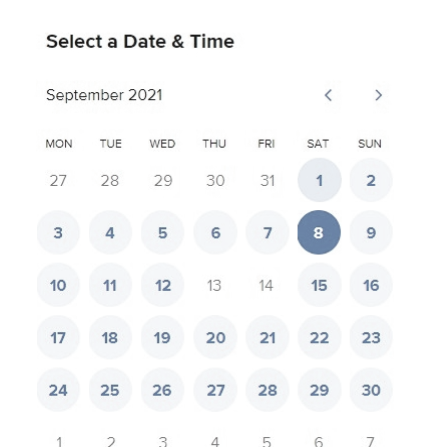 Select a Date & Time
September 2021
MON TUE WED THU FRI SAT SUN
27 28 29 30 31 1 2
3 4 5 6 7 8 9
10 11 12 13 14 15 16
17 18 19 20 21 22 23
24 25 26 27 28 29 30
1 2 3 4 5 6 7